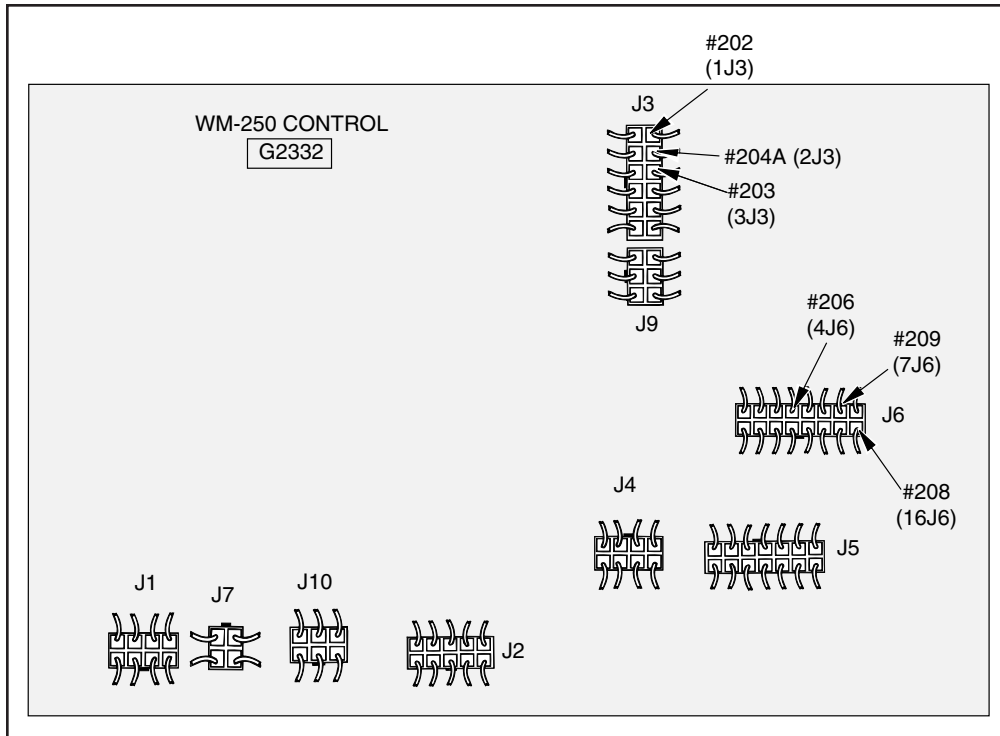 #202
(1J3)
J3
WM-250 CONTROL
G2332
#204A (2J3)
#203
(3J3)
J9
#206
(4J6)
#209
(7J6)
J6
#208
(16J6)
J4
J5
J1
J7
J10
J2